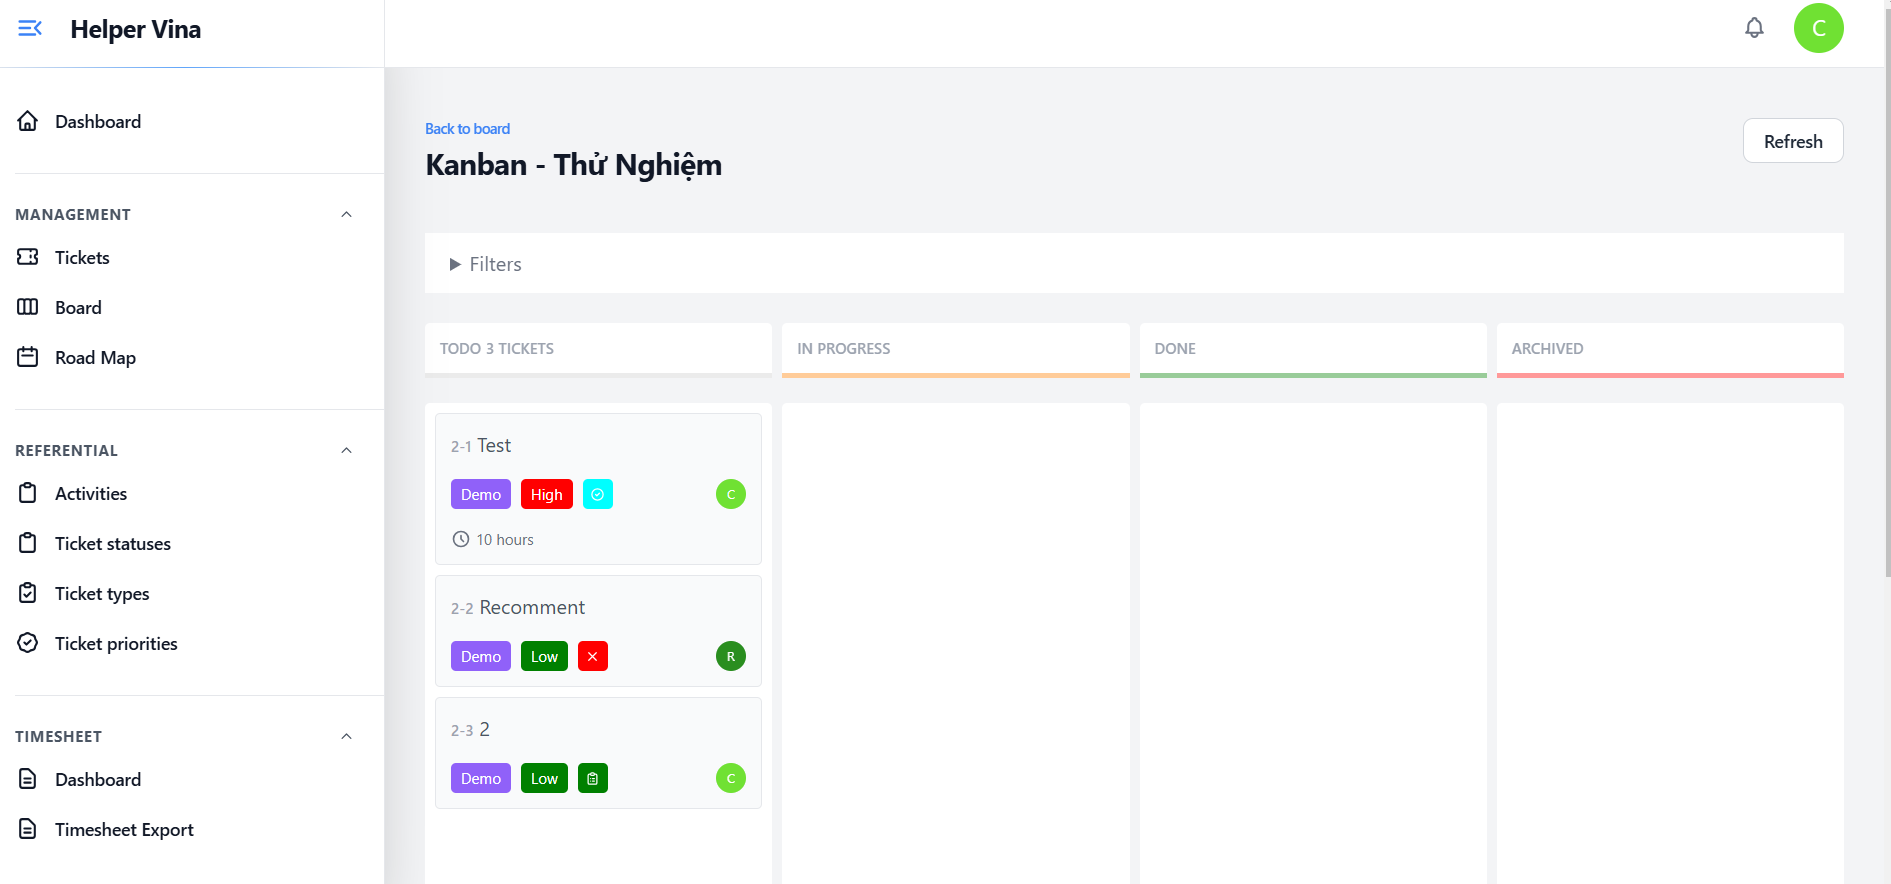 Helper Vina
C
Dashboard
MANAGEMENT
Tickets
Board
Road Map
REFERENTIAL
Activities
Ticket statuses
Ticket types
Ticket priorities
TIMESHEET
Dashboard
Timesheet Export
Back to board
Kanban - Thử Nghiệm
Refresh
Filters
TODO 3 TICKETS
IN PROGRESS
DONE
ARCHIVED
2-1 Test
Demo High C
10 hours
2-2 Recomment
Demo Low R
2-3 2
Demo Low C